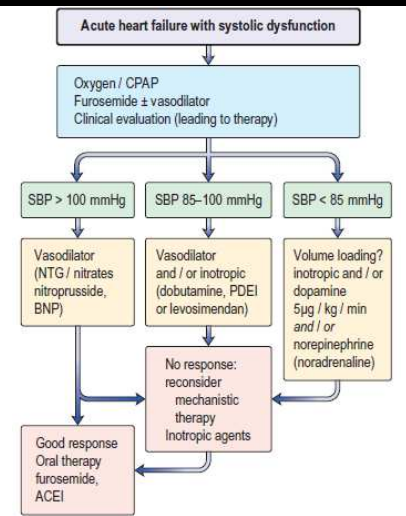 Acute heart failure with systolic dysfunction
Oxygen / CPAP
Furosemide ± vasodilator
Clinical evaluation (leading to therapy)
SBP > 100 mmHg
SBP 85–100 mmHg
SBP < 85 mmHg
Vasodilator
(NTG / nitrates
nitroprusside,
BNP)
Vasodilator
and / or inotropic
(dobutamine, PDEI
or levosimendan)
Volume loading?
inotropic and / or
dopamine
5μg / kg / min
and / or
norepinephrine
(noradrenaline)
No response:
reconsider
mechanistic
therapy
Inotropic agents
Good response
Oral therapy
furosemide,
ACEI